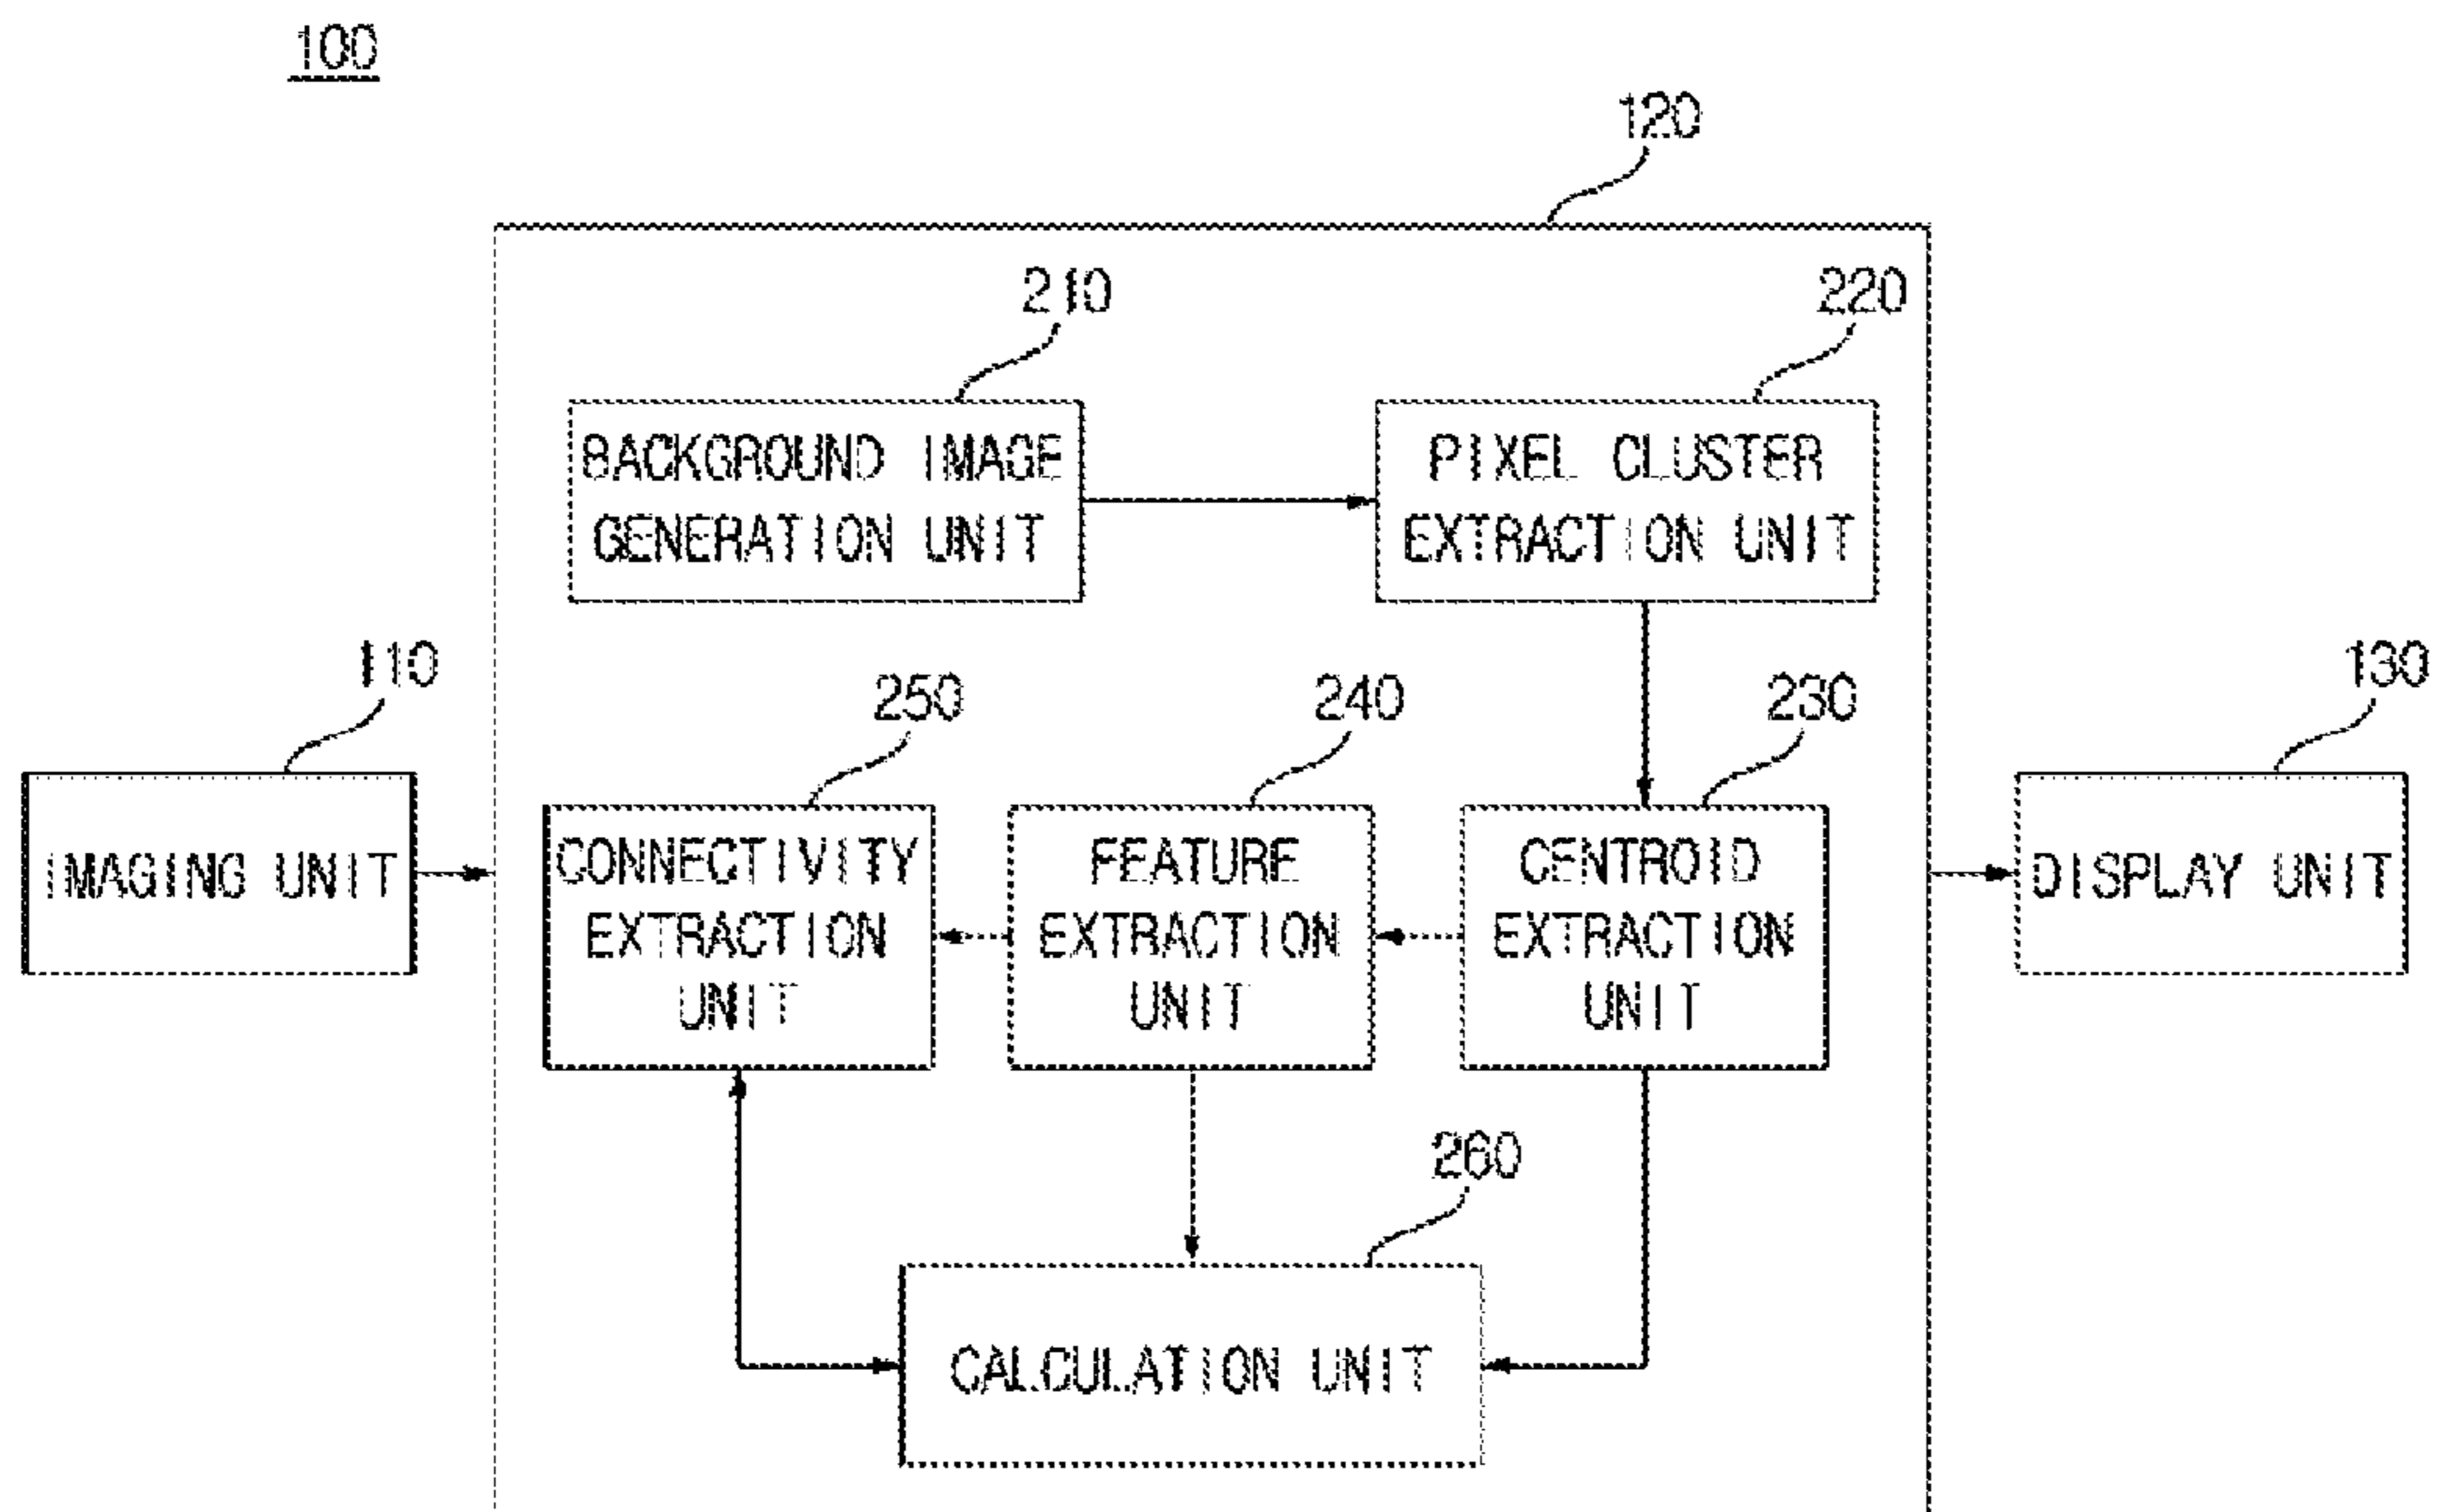 100
120
210
220
BACKGROUND IMAGE
GENERATION UNIT
PIXEL CLUSTER
EXTRACTION UNIT
110
250
240
230
130
IMAGING UNIT
CONNECTIVITY
EXTRACTION
UNIT
FEATURE
EXTRACTION
UNIT
CENTROID
EXTRACTION
UNIT
DISPLAY UNIT
260
CALCULATION UNIT